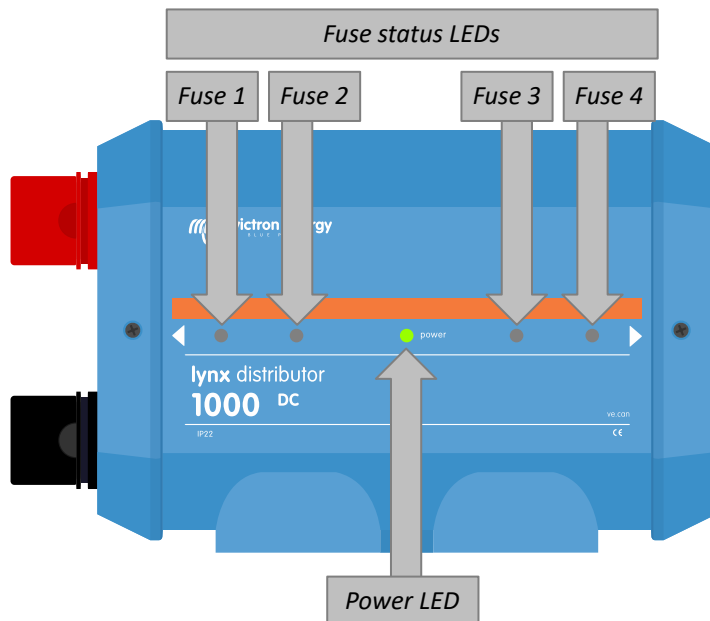 Fuse status LEDs
Fuse 1
Fuse 2
Fuse 3
Fuse 4
power
lynx distributor
1000 DC
ve.can
IP22
CE
Power LED